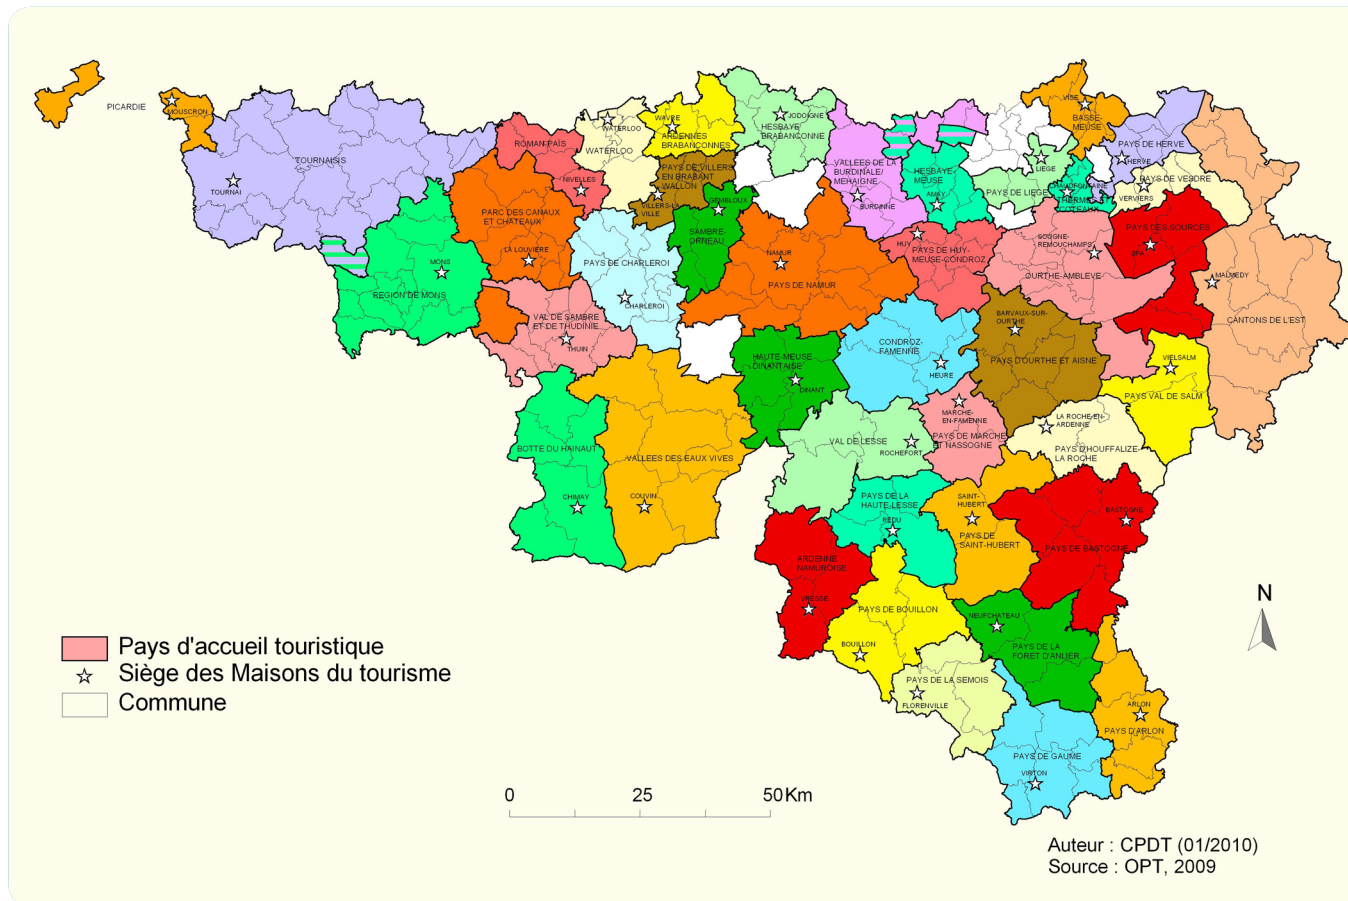 PICARDIE
MOUSCRON
TOURNAISIS
TOURNAI
ROMAN-PAÏS
NIVELLES
WATERLOO
WATERLOO
WAVRE
ARDENNES
BRABANCONNES
JODOIGNE
HESBAYE
BRABANCONNE
PAYS DE VILLERS
EN BRABANT
WALLON
VILLERS-LA
VILLE
GEMBLOUX
SAMBRE-
ORNEAU
VALLEES DE LA
BURDINALE/
MEHAIGNE
BURDINNE
HESBAYE-
MEUSE
AMAY
LIEGE
PAYS DE LIEGE
VISE
BASSE-
MEUSE
PAYS DE HERVE
HERVE
CHAUDFONTAINE
THERMES ET
COTEAUX
PAYS DE VESDRE
VERVIERS
PARC DES CANAUX
ET CHATEAUX
LA LOUVIERE
PAYS DE CHARLEROI
CHARLEROI
MONS
REGION DE MONS
VAL DE SAMBRE
ET DE THUDINIE
THUIN
NAMUR
PAYS DE NAMUR
HUY
PAYS DE HUY-
MEUSE-CONDROZ
SOUGNE-
REMOUCHAMPS
OURTHE-AMBLEVE
PAYS DES SOURCES
SPA
MALMEDY
CANTONS DE L'EST
HAUTE-MEUSE
DINANTAISE
DINANT
CONDROZ-
FAMENNE
HEURE
BARVAUX-SUR-
OURTHE
PAYS D'OURTHE ET AISNE
VIELSALM
PAYS VAL DE SALM
BOTTE DU HAINAUT
CHIMAY
VALLEES DES EAUX VIVES
COUVIN
VAL DE LESSE
ROCHEFORT
MARCHE-
EN-FAMENNE
PAYS DE MARCHE
ET NASSOGNE
LA ROCHE-EN-
ARDENNE
PAYS D'HOUFFALIZE-
LA ROCHE
PAYS DE LA
HAUTE-LESSE
REDU
SAINT-
HUBERT
PAYS DE
SAINT-HUBERT
BASTOGNE
PAYS DE BASTOGNE
ARDENNE
NAMUROISE
VRESSE
PAYS DE BOUILLON
BOUILLON
NEUFCHATEAU
PAYS DE LA
FORET D'ANLIER
PAYS DE LA SEMOIS
FLORENVILLE
ARLON
PAYS D'ARLON
PAYS DE GAUME
VIRTON
N
Pays d'accueil touristique
Siège des Maisons du tourisme
Commune
0 25 50 Km
Auteur : CPDT (01/2010)
Source : OPT, 2009